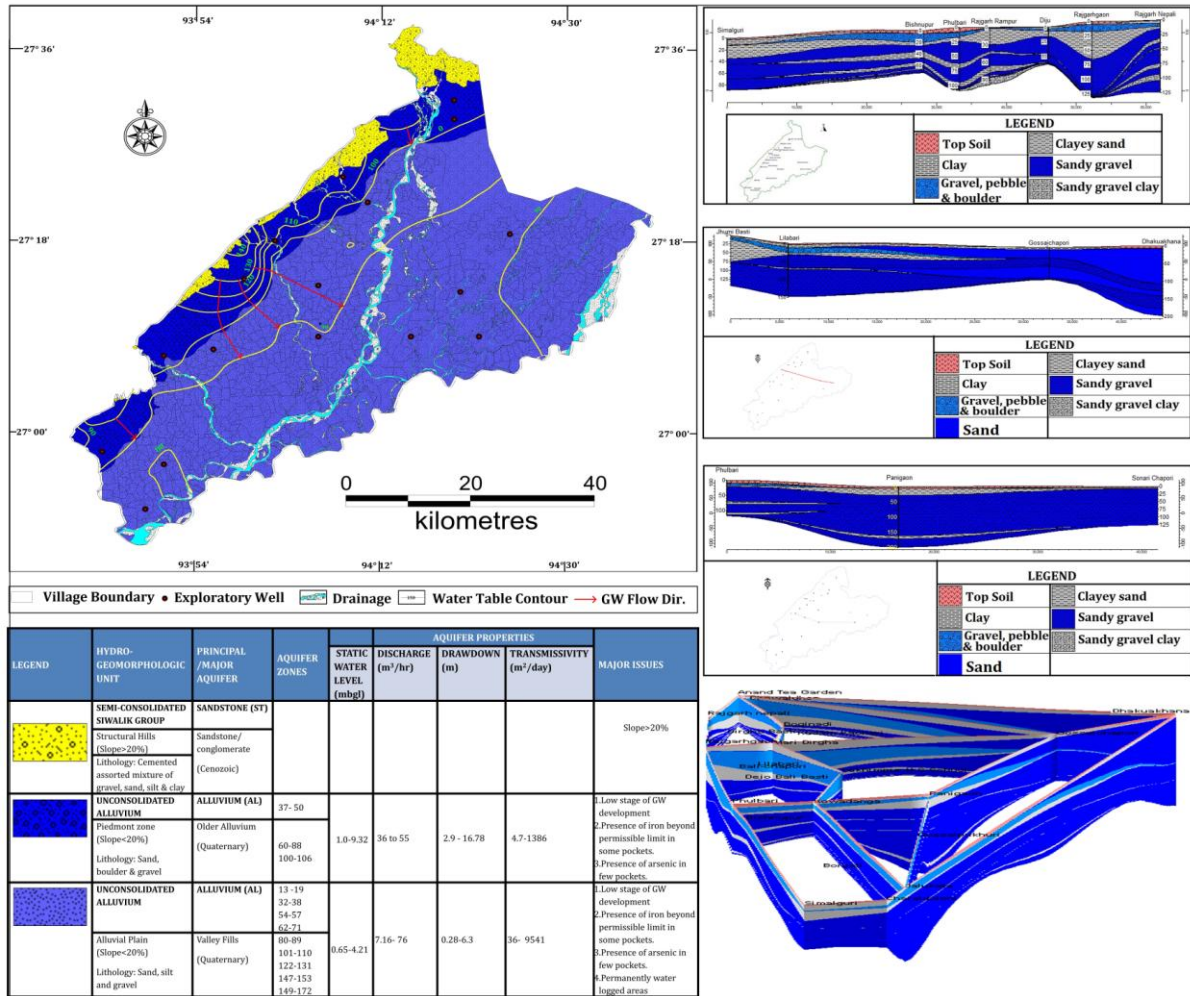 93° 54
94° 12
94° 30'
27° 36'
27° 36'
27° 18'
27° 18'
27° 00'
27° 00'
100
110
130
0 20 40
kilometres
93° 54
94° 12'
94° 30'
Village Boundary Exploratory Well Drainage Water Table Contour GW Flow Dir.
LEGEND
HYDRO-
GEOMORPHOLOGIC
UNIT
PRINCIPAL
/MAJOR
AQUIFER
AQUIFER
ZONES
AQUIFER PROPERTIES
STATIC
WATER
LEVEL
(mbgl)
DISCHARGE
(m³/hr)
DRAWDOWN
(m)
TRANSMISSIVITY
(m²/day)
MAJOR ISSUES
SEMI-CONSOLIDATED
SIWALIK GROUP
SANDSTONE (ST)
Structural Hills
(Slope>20%)
Lithology: Cemented
assorted mixture of
gravel, sand, silt & clay
Sandstone/
conglomerate
(Cenozoic)
Slope>20%
UNCONSOLIDATED
ALLUVIUM
ALLUVIUM (AL)
37- 50
Piedmont zone
(Slope<20%)
Lithology: Sand,
boulder & gravel
Older Alluvium
(Quaternary)
60-88
100-106
1.0-9.32
36 to 55
2.9 - 16.78
4.7-1386
1.Low stage of GW
development
2.Presence of iron beyond
permissible limit in
some pockets.
3.Presence of arsenic in
few pockets.
UNCONSOLIDATED
ALLUVIUM
ALLUVIUM (AL)
13 -19
32-38
54-57
62-71
Alluvial Plain
(Slope<20%)
Lithology: Sand, silt
and gravel
Valley Fills
(Quaternary)
80-89
101-110
122-131
147-153
149-172
0.65-4.21
7.16- 76
0.28-6.3
36- 9541
1.Low stage of GW
development
2.Presence of iron beyond
permissible limit in
some pockets.
3.Presence of arsenic in
few pockets.
4.Permanently water
logged areas
Simalguri Bishnupur Phulbari Rajgarh Rampur Diju Rajgarhgaon Rajgarh Nepali
LEGEND
Top Soil Clayey sand
Clay Sandy gravel
Gravel, pebble
& boulder Sandy gravel clay
Jhumi Basti Lilabari Gossaichapori Dhakuakhana
LEGEND
Top Soil Clayey sand
Clay Sandy gravel
Gravel, pebble
& boulder Sandy gravel clay
Sand
Phulbari Panigaon Sonari Chapori
LEGEND
Top Soil Clayey sand
Clay Sandy gravel
Gravel, pebble
& boulder Sandy gravel clay
Sand
Anand Tea Garden
Rajgarh Nepali
Dhakuakhana
Boginadi
Lilabari
Dejo Bali Basti
Phulbari
Simalguri